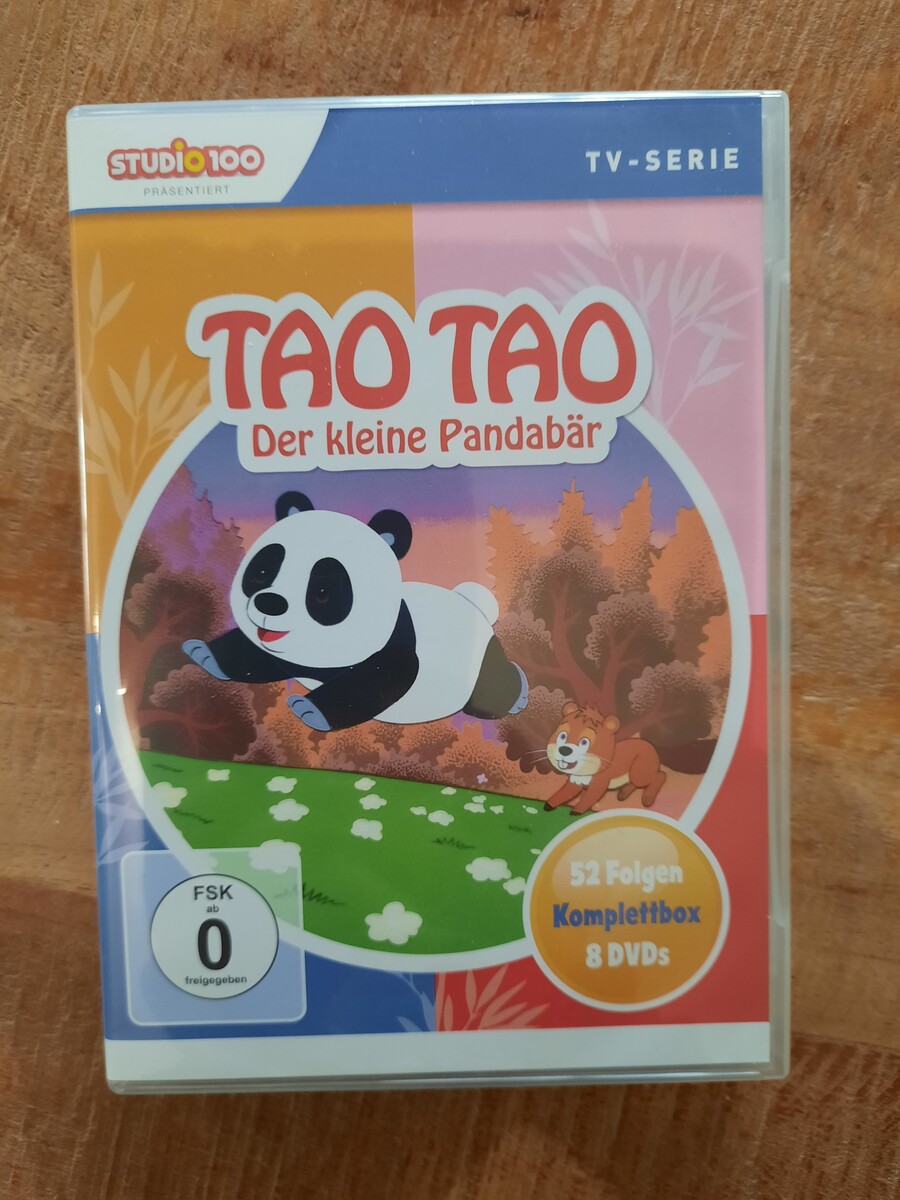 STUDIO 100
PRÄSENTIERT
TV-SERIE
TAO TAO
Der kleine Pandabär
52 Folgen
Komplettbox
8 DVDs
FSK
ab
0
freigegeben